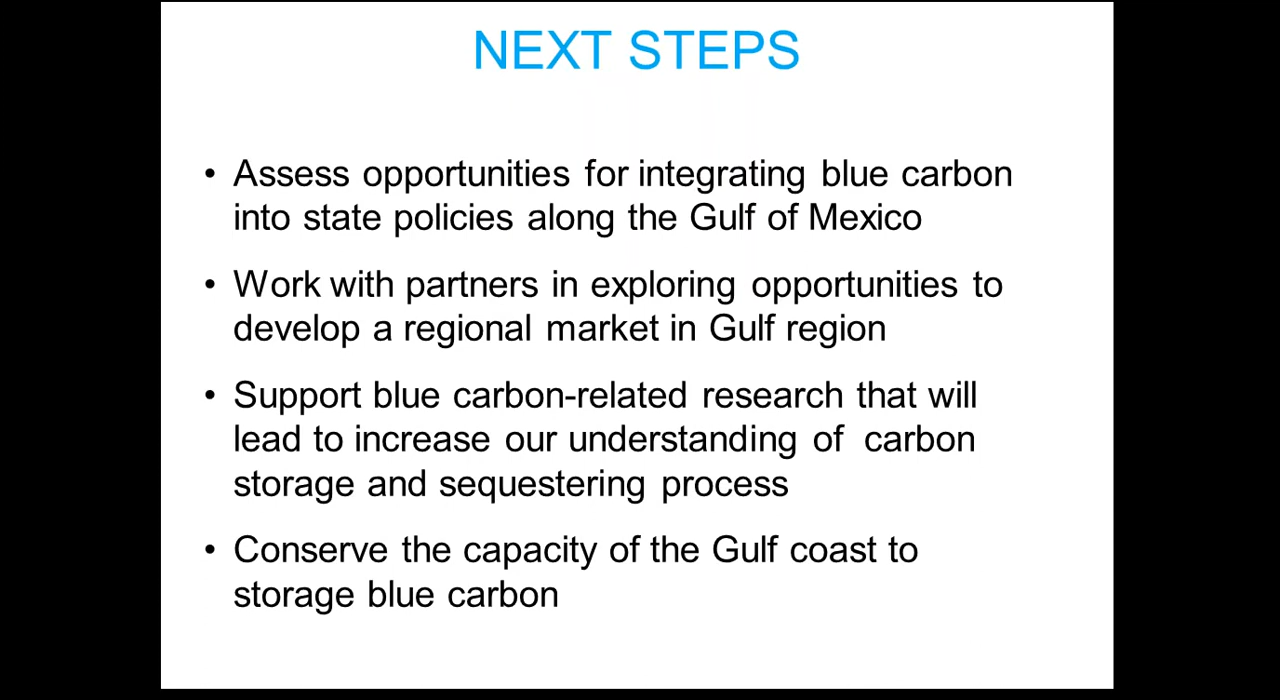 NEXT STEPS
• Assess opportunities for integrating blue carbon
into state policies along the Gulf of Mexico
• Work with partners in exploring opportunities to
develop a regional market in Gulf region
• Support blue carbon-related research that will
lead to increase our understanding of carbon
storage and sequestering process
• Conserve the capacity of the Gulf coast to
storage blue carbon